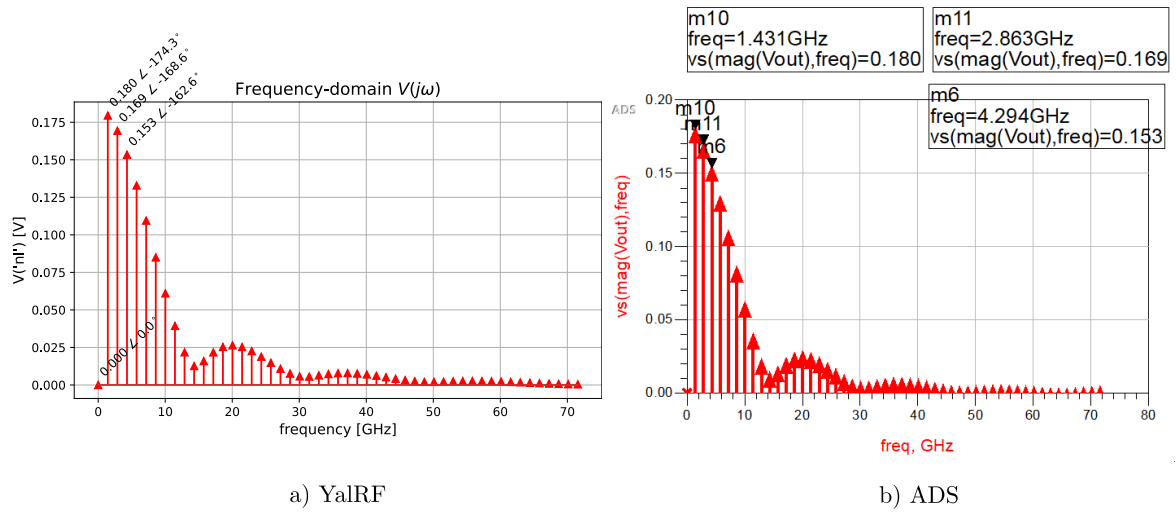 0.180 ∠ -174.3°
0.169 ∠ -168.6°
0.153 ∠ -162.6°
0.000 ∠ 0.0°
Frequency-domain V(jω)
V('nl') [V]
0.175
0.150
0.125
0.100
0.075
0.050
0.025
0.000
0 10 20 30 40 50 60 70
frequency [GHz]
a) YalRF
m10
freq=1.431GHz
vs(mag(Vout),freq)=0.180
m11
freq=2.863GHz
vs(mag(Vout),freq)=0.169
m6
freq=4.294GHz
vs(mag(Vout),freq)=0.153
ADS
m10
m11
m6
vs(mag(Vout),freq)
0.20
0.15
0.10
0.05
0.00
0 10 20 30 40 50 60 70 80
freq, GHz
b) ADS